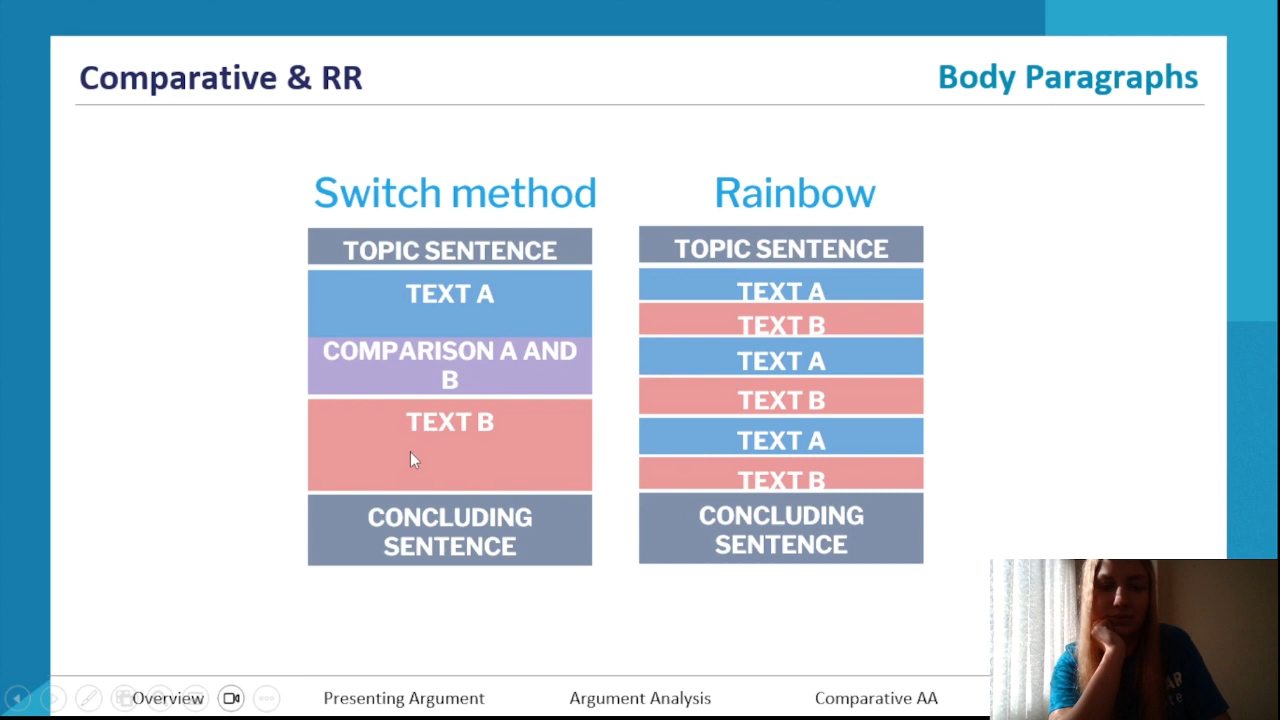 Comparative & RR
Body Paragraphs
Switch method
TOPIC SENTENCE
TEXT A
COMPARISON A AND
B
TEXT B
CONCLUDING
SENTENCE
Rainbow
TOPIC SENTENCE
TEXT A
TEXT B
TEXT A
TEXT B
TEXT A
TEXT B
CONCLUDING
SENTENCE
Overview
Presenting Argument
Argument Analysis
Comparative AA